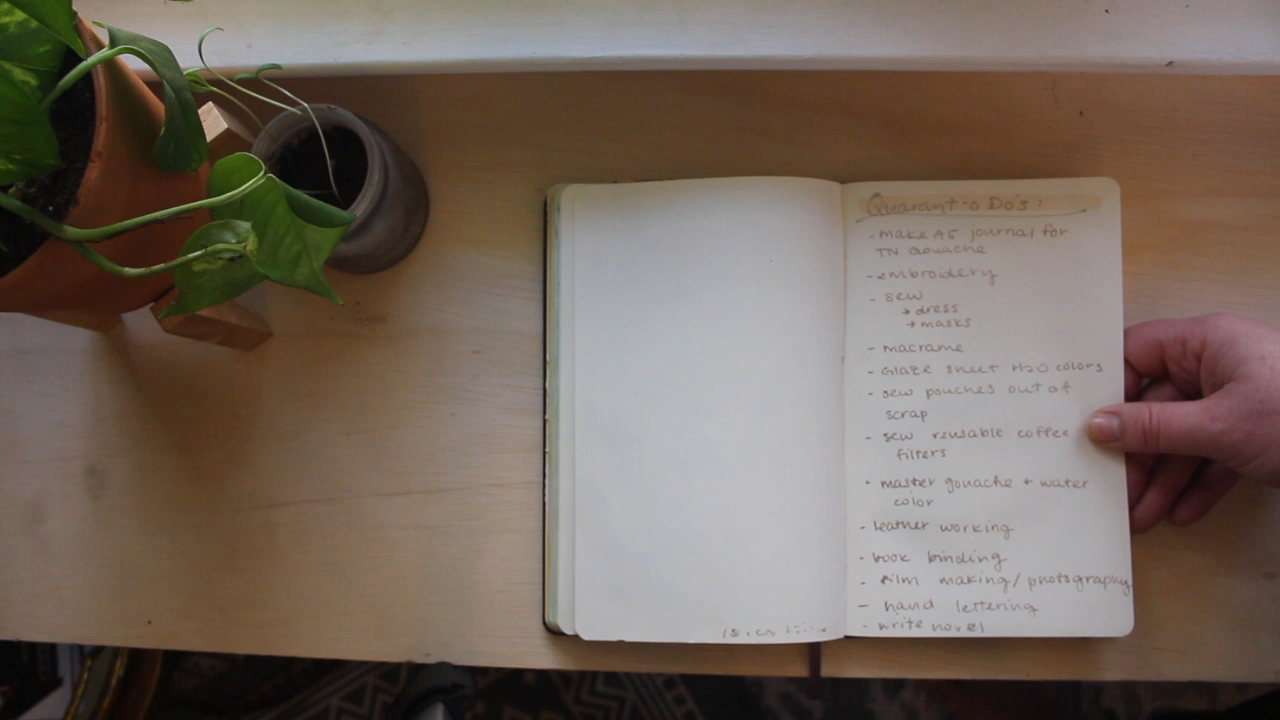 Quarant-o Do's:
- make A5 journal for
TN Gouache
- embroidery
- sew
→ dress
→ masks
- macrame
- Glaze sheet H2O colors
- sew pouches out of
scrap
- sew reusable coffee
filters
- master gouache + water
color
- leather working
- book binding
- film making/photography
- hand lettering
- write novel